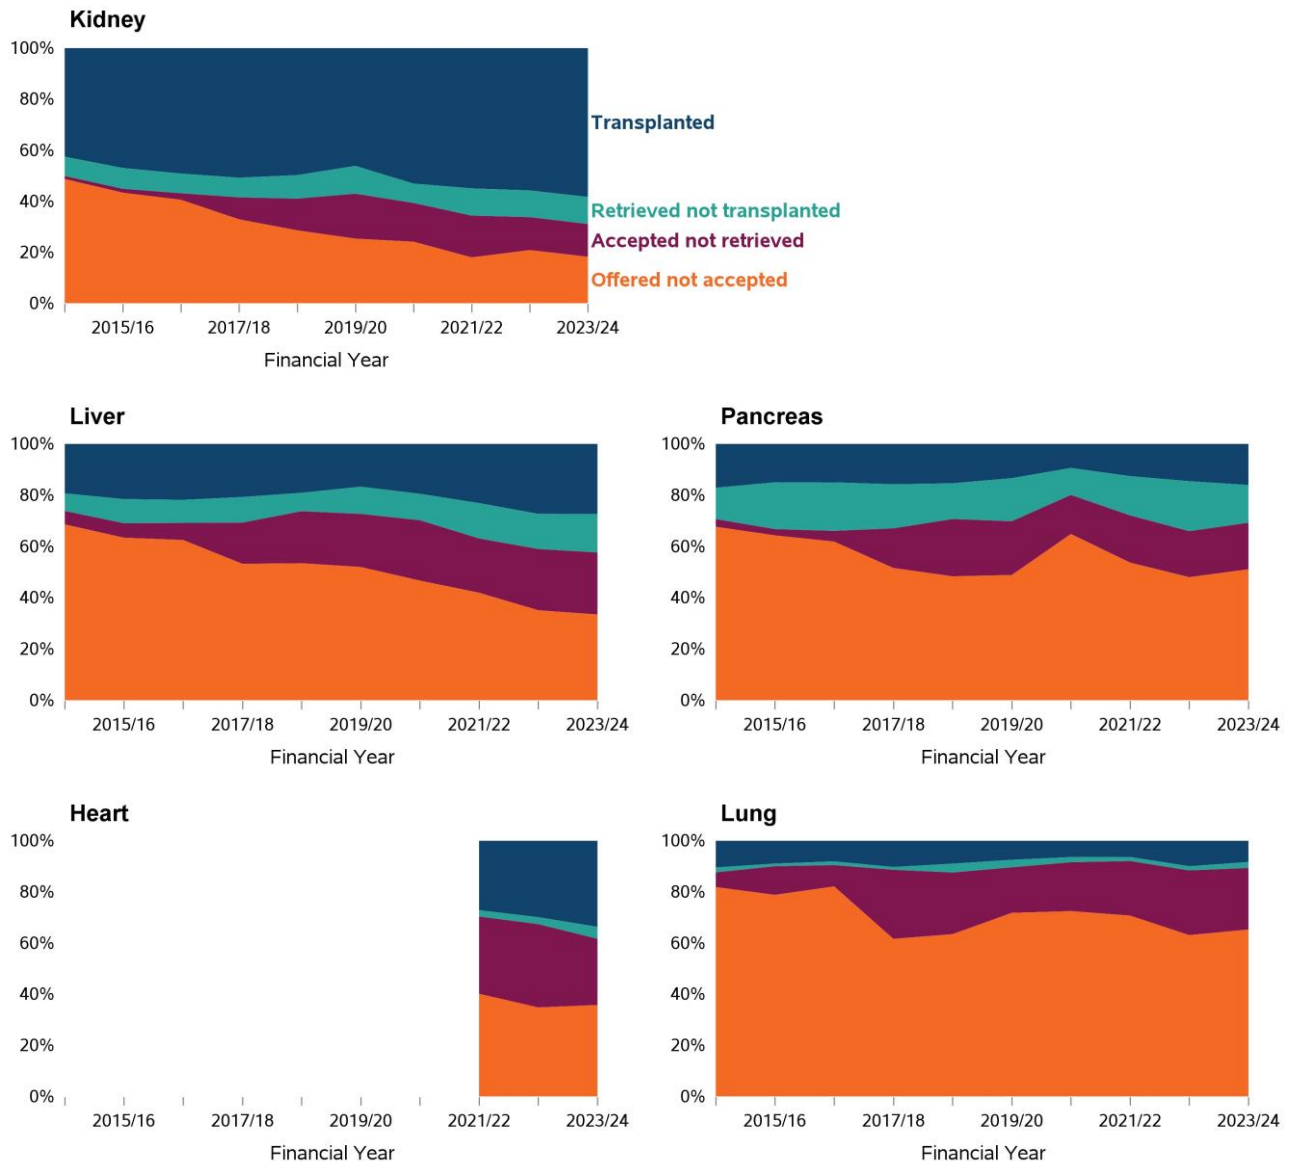 Kidney
100%
80%
60%
40%
20%
0%
Transplanted
Retrieved not transplanted
Accepted not retrieved
Offered not accepted
2015/16 2017/18 2019/20 2021/22 2023/24
Financial Year
Liver
100%
80%
60%
40%
20%
0%
2015/16 2017/18 2019/20 2021/22 2023/24
Financial Year
Pancreas
100%
80%
60%
40%
20%
0%
2015/16 2017/18 2019/20 2021/22 2023/24
Financial Year
Heart
100%
80%
60%
40%
20%
0%
2015/16 2017/18 2019/20 2021/22 2023/24
Financial Year
Lung
100%
80%
60%
40%
20%
0%
2015/16 2017/18 2019/20 2021/22 2023/24
Financial Year